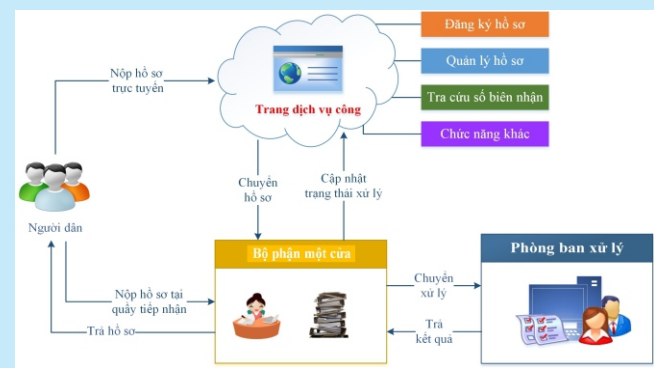 Đăng ký hồ sơ
Quản lý hồ sơ
Tra cứu số biên nhận
Chức năng khác
Nộp hồ sơ
trực tuyến
Trang dịch vụ công
Chuyển
hồ sơ
Cập nhật
trạng thái xử lý
Người dân
Bộ phận một cửa
Phòng ban xử lý
Nộp hồ sơ tại
quầy tiếp nhận
Trả hồ sơ
Chuyển
xử lý
Trả
kết quả